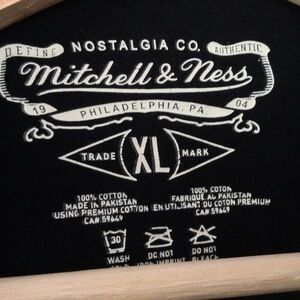 NOSTALGIA CO.
DEFINE AUTHENTIC
Mitchell & Ness
19 04
PHILADELPHIA, PA.
TRADE XL MARK
100% COTTON
MADE IN PAKISTAN
USING PREMIUM COTTON
CA# 59649
100% COTON
FABRIQUÉ AU PAKISTAN
EN UTILISANT DU COTON PREMIUM
CA# 59649
30
WASH
DO NOT
DO NOT
BLEACH